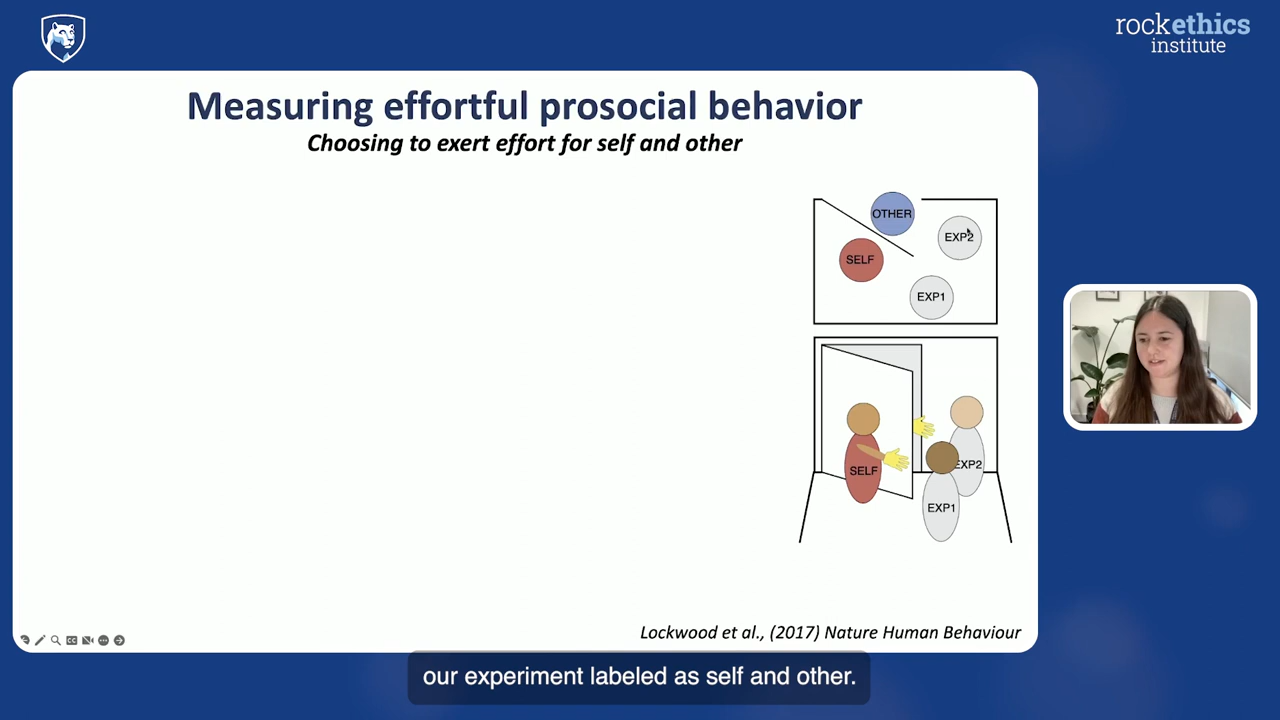 rockethics
institute
Measuring effortful prosocial behavior
Choosing to exert effort for self and other
OTHER
EXP2
SELF
EXP1
SELF
EXP2
EXP1
CC
Lockwood et al., (2017) Nature Human Behaviour
our experiment labeled as self and other.